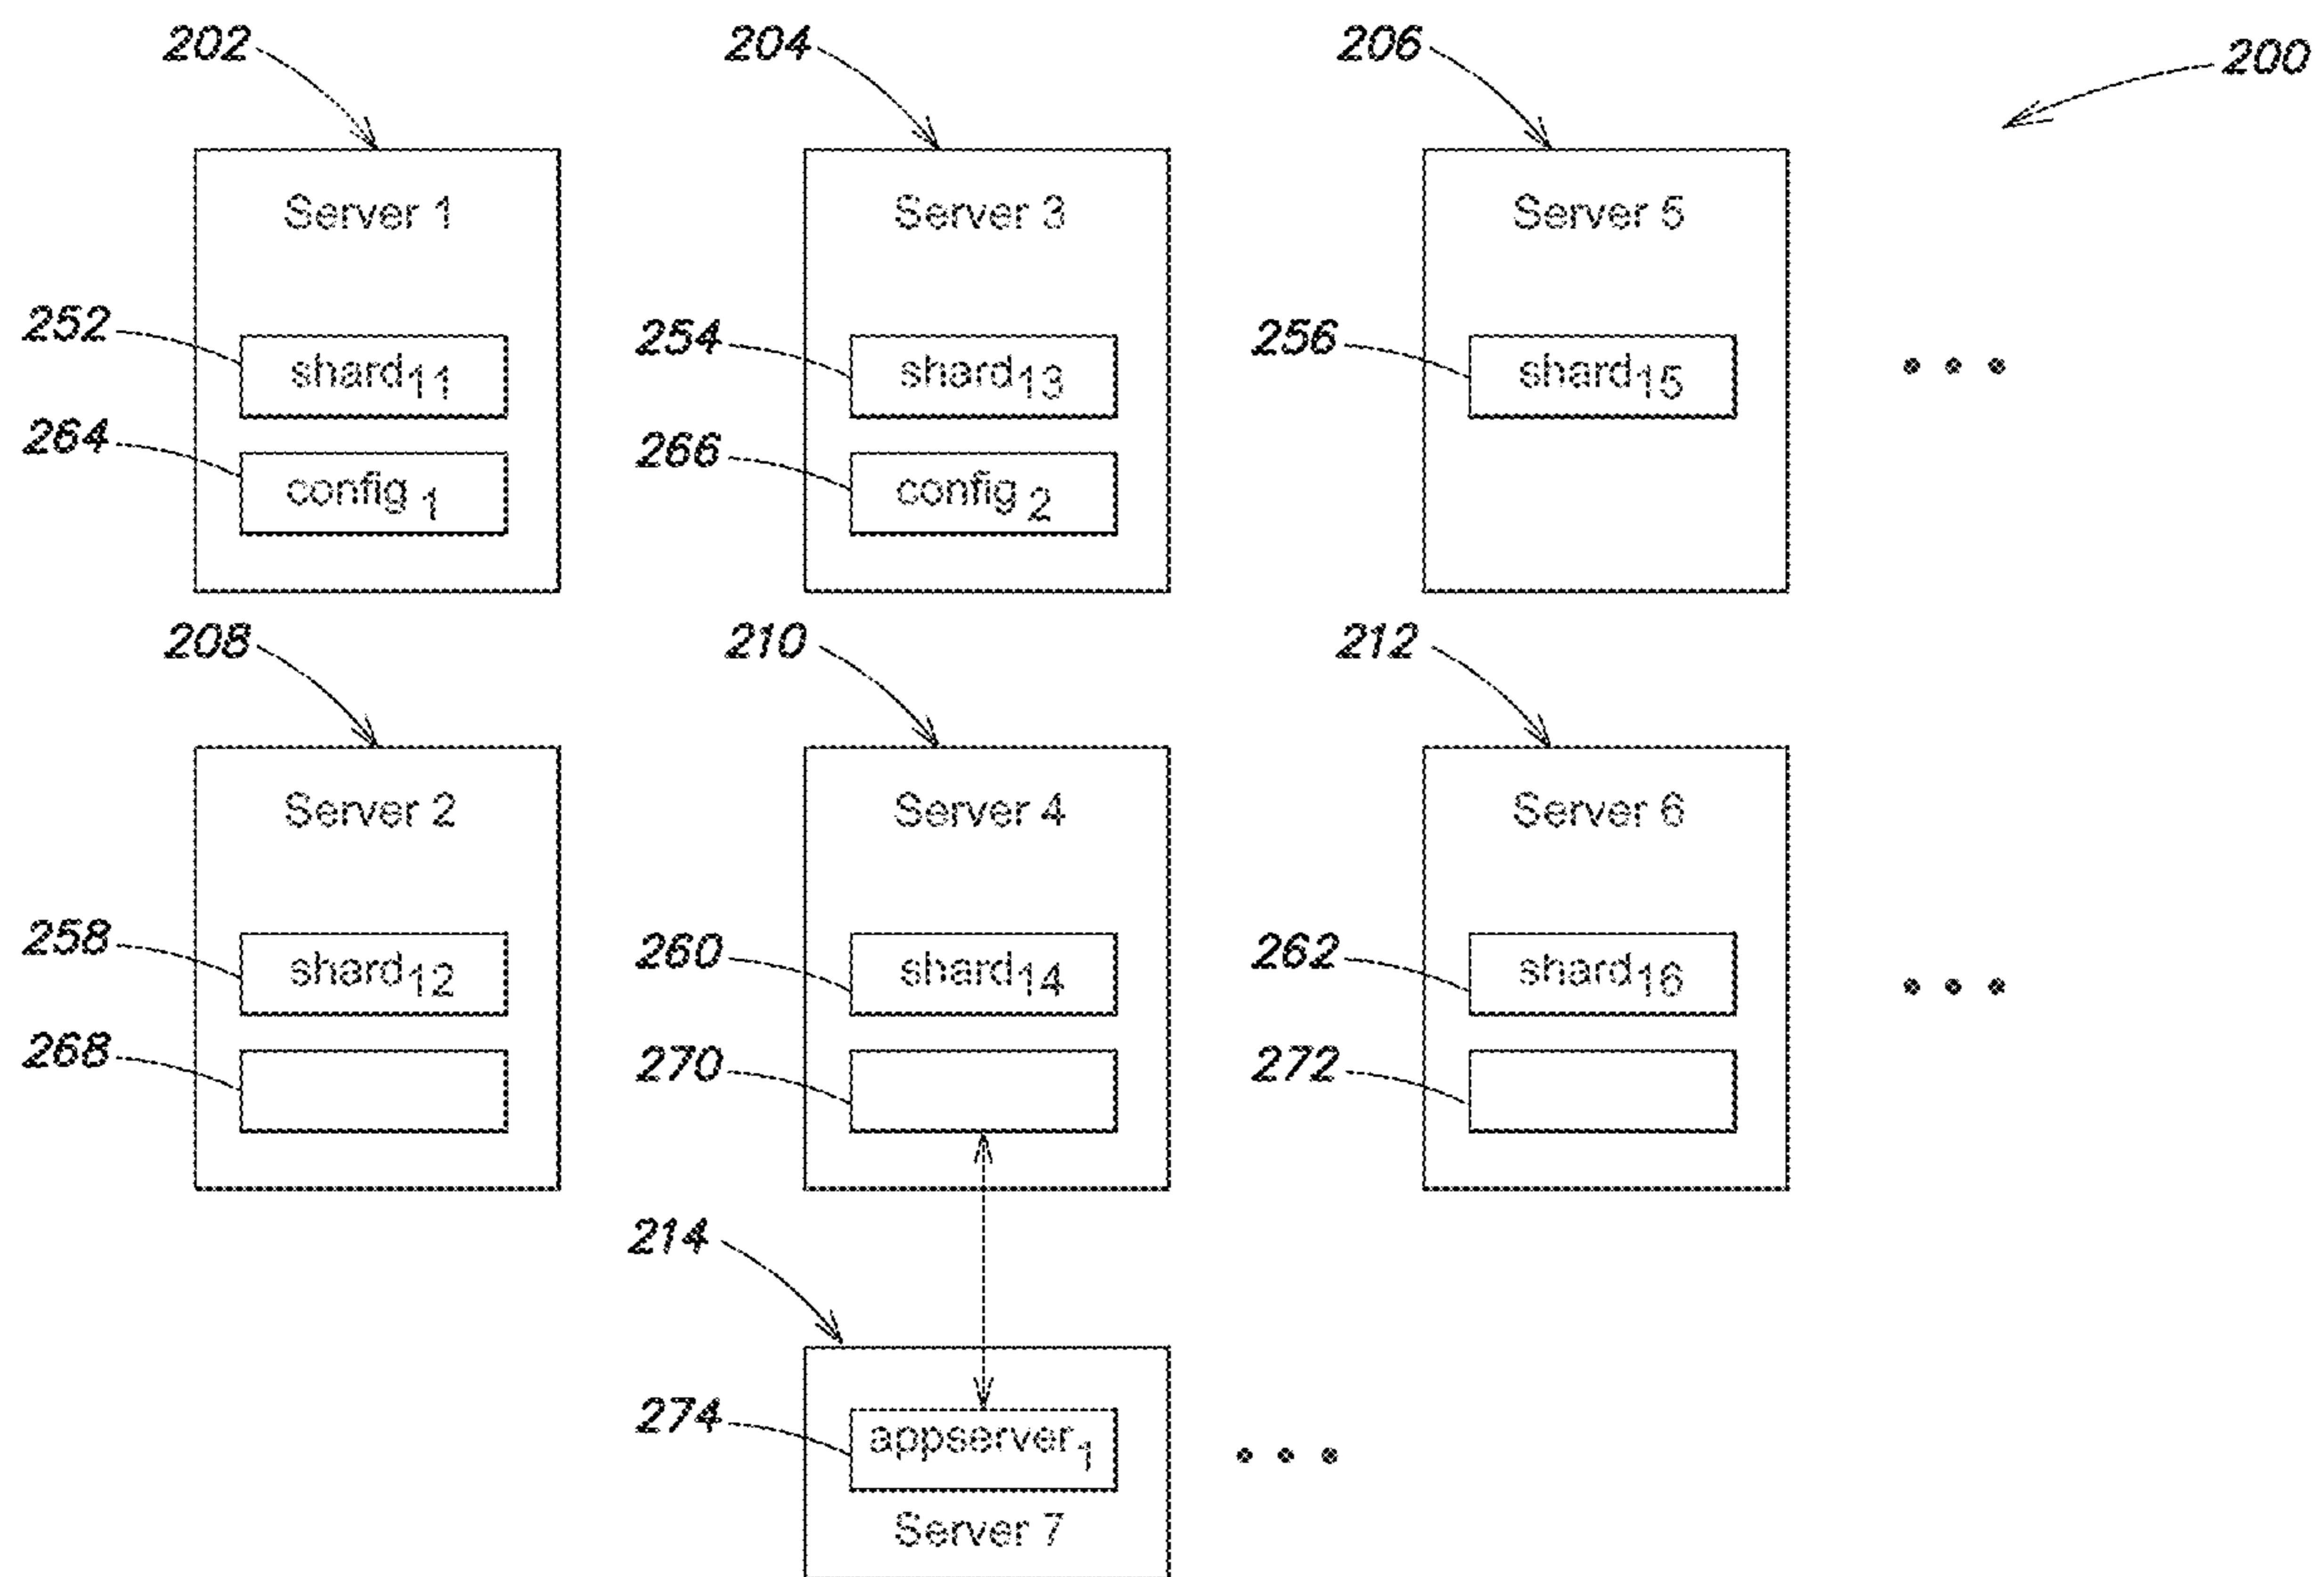 202
204
206
200
Server 1
Server 3
Server 5
252
254
256
shard11
shard13
shard15
264
266
config 1
config 2
208
210
212
Server 2
Server 4
Server 6
258
260
262
shard12
shard14
shard16
268
270
272
214
274
appserver1
Server 7